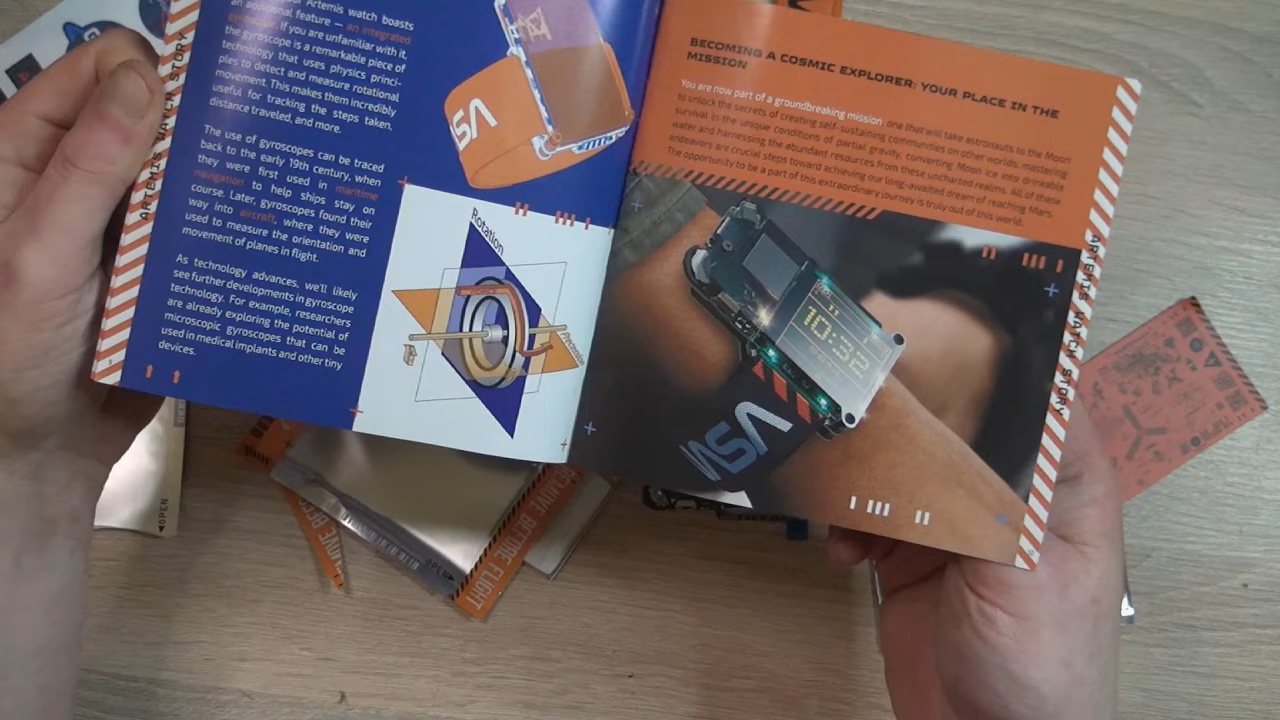 our Artemis watch boasts
an additional feature — an integrated
gyroscope. If you are unfamiliar with it,
the gyroscope is a remarkable piece of
technology that uses physics princi-
ples to detect and measure rotational
movement. This makes them incredibly
useful for tracking the steps taken,
distance traveled, and more.
The use of gyroscopes can be traced
back to the early 19th century, when
they were first used in maritime
navigation to help ships stay on
course. Later, gyroscopes found their
way into aircraft, where they were
used to measure the orientation and
movement of planes in flight.
As technology advances, we'll likely
see further developments in gyroscope
technology. For example, researchers
are already exploring the potential of
microscopic gyroscopes that can be
used in medical implants and other tiny
devices.
ARTEMIS WATCH STORY
Rotation
BECOMING A COSMIC EXPLORER: YOUR PLACE IN THE
MISSION
You are now part of a groundbreaking mission, one that will take astronauts to the Moon
to unlock the secrets of creating self-sustaining communities on other worlds, mastering
survival in the unique conditions of partial gravity, converting Moon ice into drinkable
water and harnessing the abundant resources from these uncharted realms. All of these
endeavors are crucial steps toward achieving our long-awaited dream of reaching Mars.
The opportunity to be a part of this extraordinary journey is truly out of this world.
10:32
ARTEMIS WATCH STORY
OPEN
OPEN
REMOVE BEFORE FLIGHT